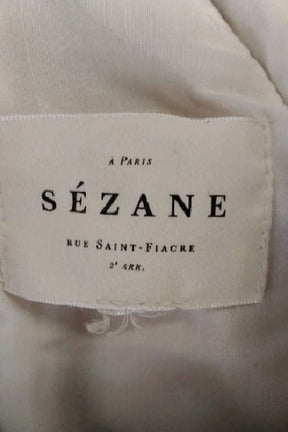 À PARIS
SÉZANE
RUE SAINT-FIACRE
2ᵉ ARR.